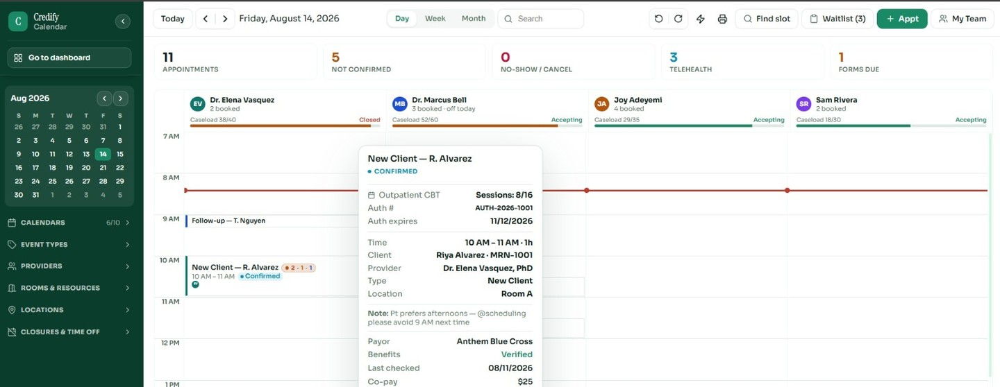 C
Credify
Calendar
Go to dashboard
Aug 2026
S M T W T F S
26 27 28 29 30 31 1
2 3 4 5 6 7 8
9 10 11 12 13 14 15
16 17 18 19 20 21 22
23 24 25 26 27 28 29
30 31 1 2 3 4 5
CALENDARS 6/10
EVENT TYPES
PROVIDERS
ROOMS & RESOURCES
LOCATIONS
CLOSURES & TIME OFF
Today Friday, August 14, 2026 Day Week Month Search Find slot Waitlist (3) + Appt My Team
11
APPOINTMENTS
5
NOT CONFIRMED
0
NO-SHOW / CANCEL
3
TELEHEALTH
1
FORMS DUE
EV Dr. Elena Vasquez
2 booked
Caseload 38/40 Closed
MB Dr. Marcus Bell
3 booked · off today
Caseload 52/60 Accepting
JA Joy Adeyemi
4 booked
Caseload 29/35 Accepting
SR Sam Rivera
2 booked
Caseload 18/30 Accepting
7 AM
8 AM
9 AM
Follow-up — T. Nguyen
10 AM
New Client — R. Alvarez 2 · 1 · 1
10 AM – 11 AM Confirmed
EV
11 AM
12 PM
1 PM
New Client — R. Alvarez
CONFIRMED
Outpatient CBT Sessions: 8/16
Auth # AUTH-2026-1001
Auth expires 11/12/2026
Time 10 AM – 11 AM · 1h
Client Riya Alvarez · MRN-1001
Provider Dr. Elena Vasquez, PhD
Type New Client
Location Room A
Note: Pt prefers afternoons — @scheduling
please avoid 9 AM next time
Payor Anthem Blue Cross
Benefits Verified
Last checked 08/11/2026
Co-pay $25